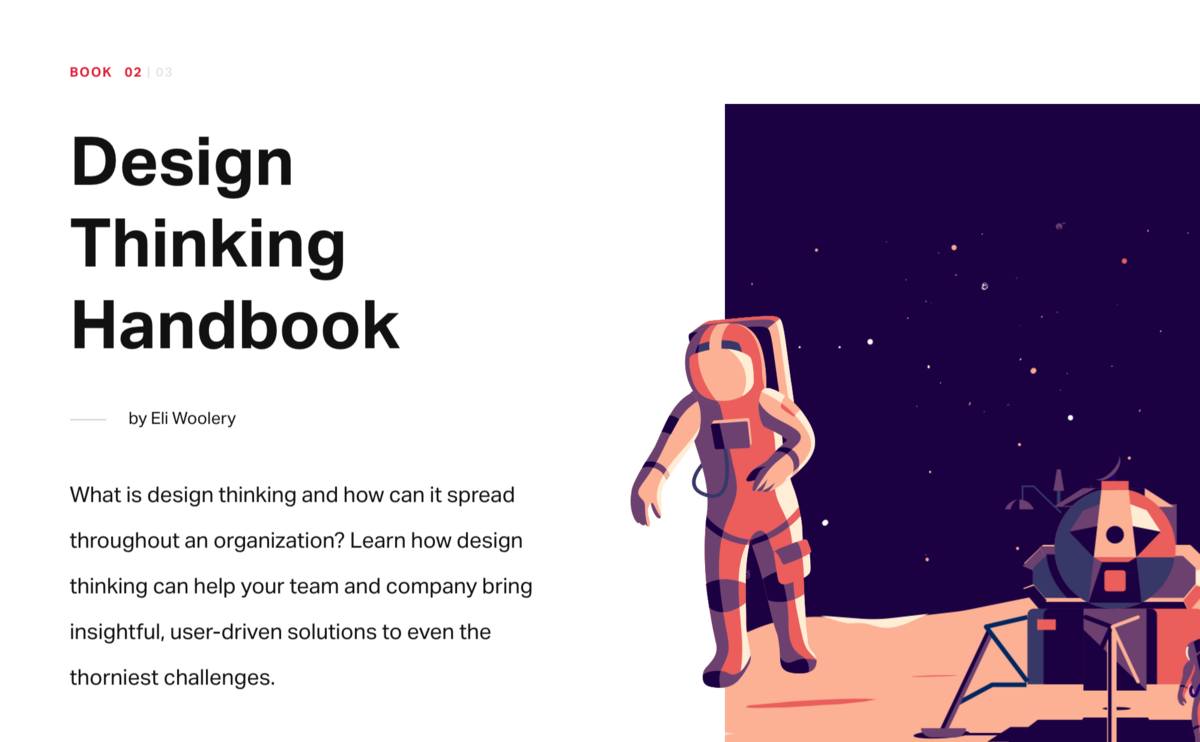 BOOK 02 | 03
Design
Thinking
Handbook
by Eli Woolery
What is design thinking and how can it spread
throughout an organization? Learn how design
thinking can help your team and company bring
insightful, user-driven solutions to even the
thorniest challenges.